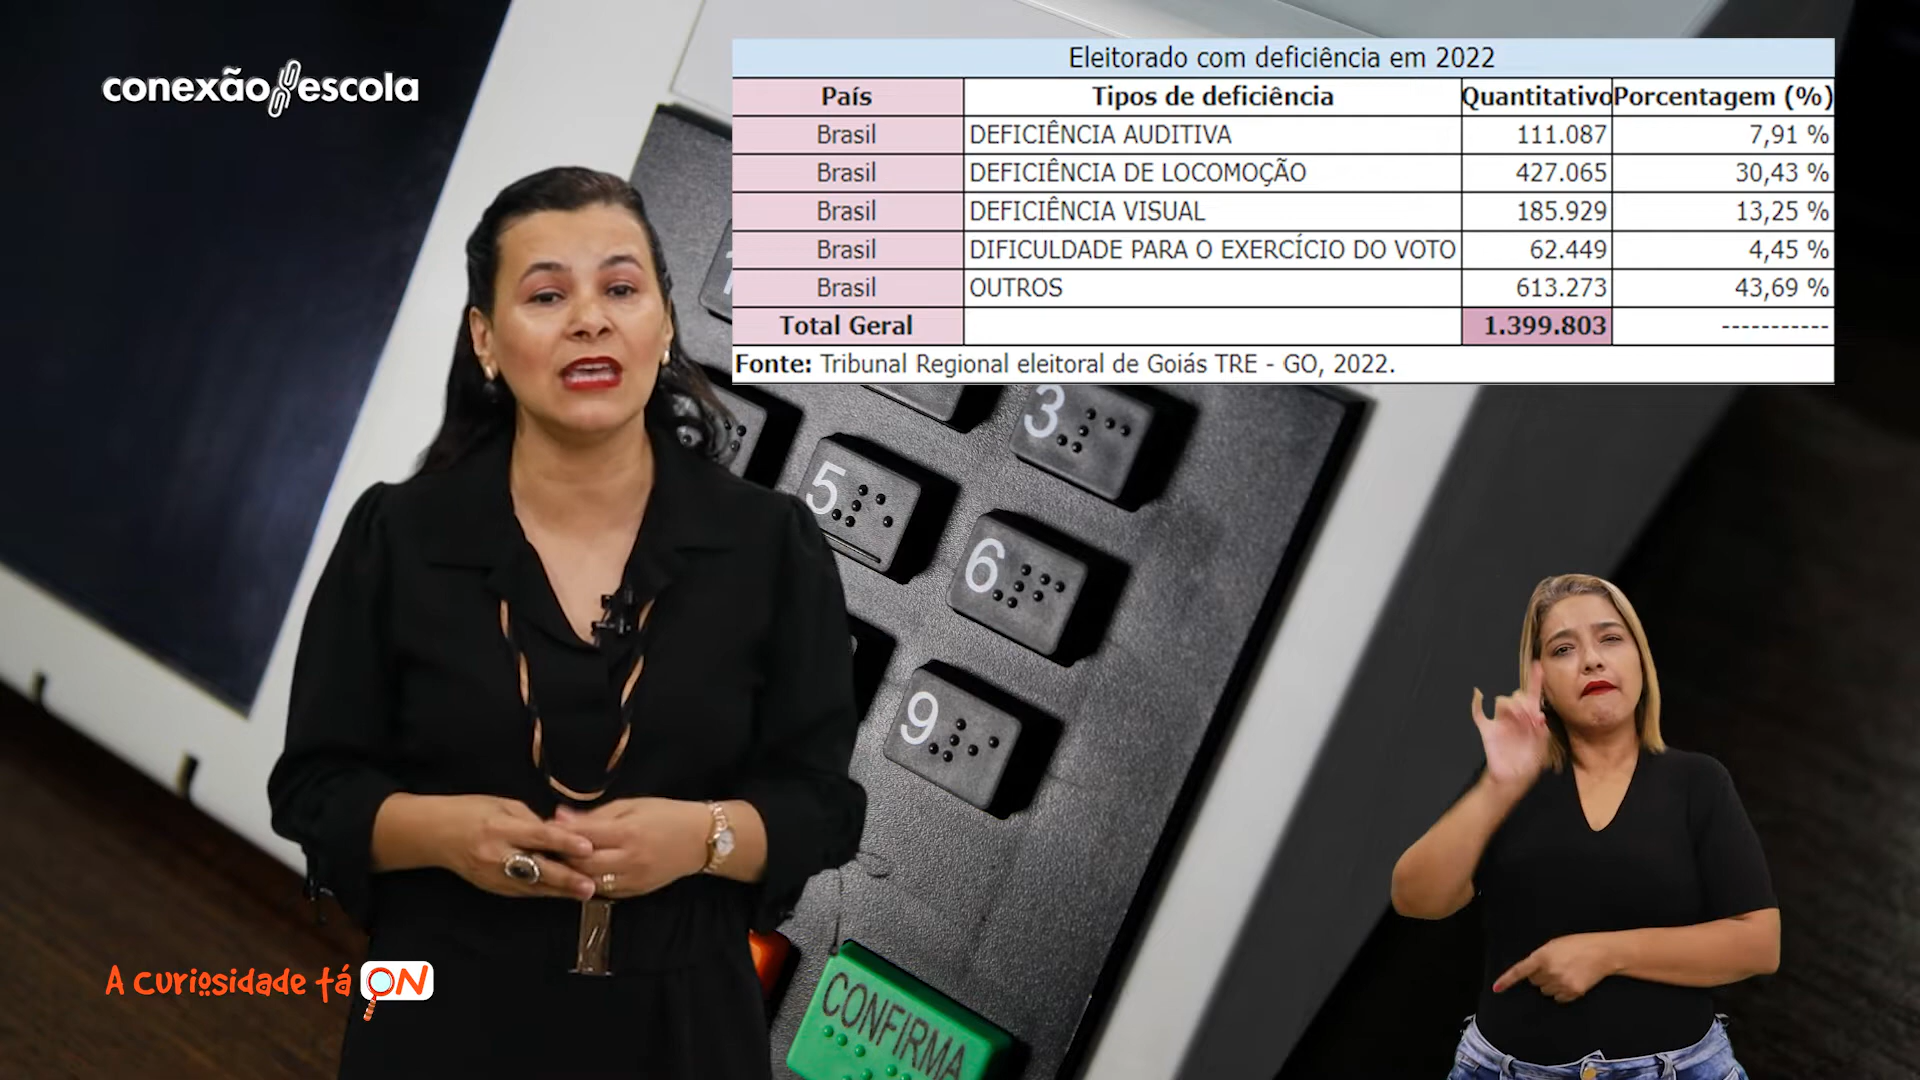 conexão escola
Eleitorado com deficiência em 2022
País Tipos de deficiência Quantitativo Porcentagem (%)
Brasil DEFICIÊNCIA AUDITIVA 111.087 7,91 %
Brasil DEFICIÊNCIA DE LOCOMOÇÃO 427.065 30,43 %
Brasil DEFICIÊNCIA VISUAL 185.929 13,25 %
Brasil DIFICULDADE PARA O EXERCÍCIO DO VOTO 62.449 4,45 %
Brasil OUTROS 613.273 43,69 %
Total Geral 1.399.803 -----------
Fonte: Tribunal Regional eleitoral de Goiás TRE - GO, 2022.
1
3
5
6
9
CONFIRMA
A curiosidade tá ON